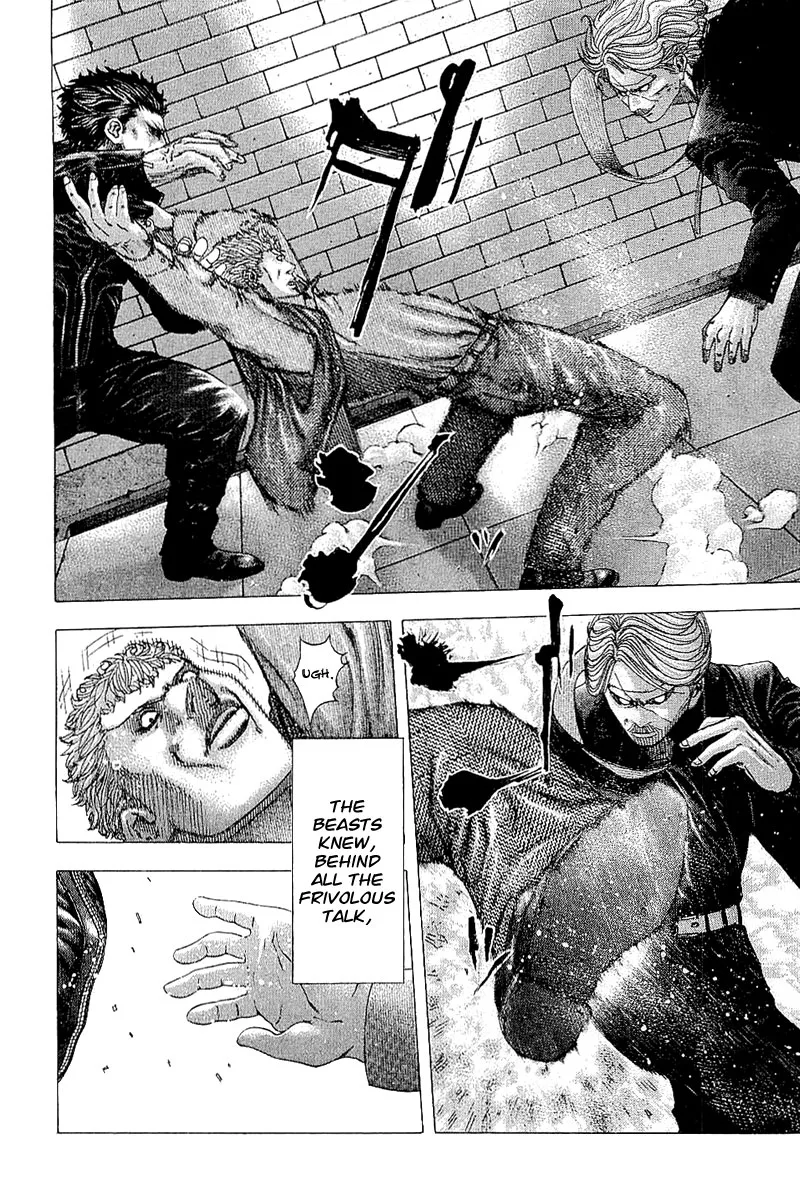 UGH.
THE
BEASTS
KNEW,
BEHIND
ALL THE
FRIVOLOUS
TALK,